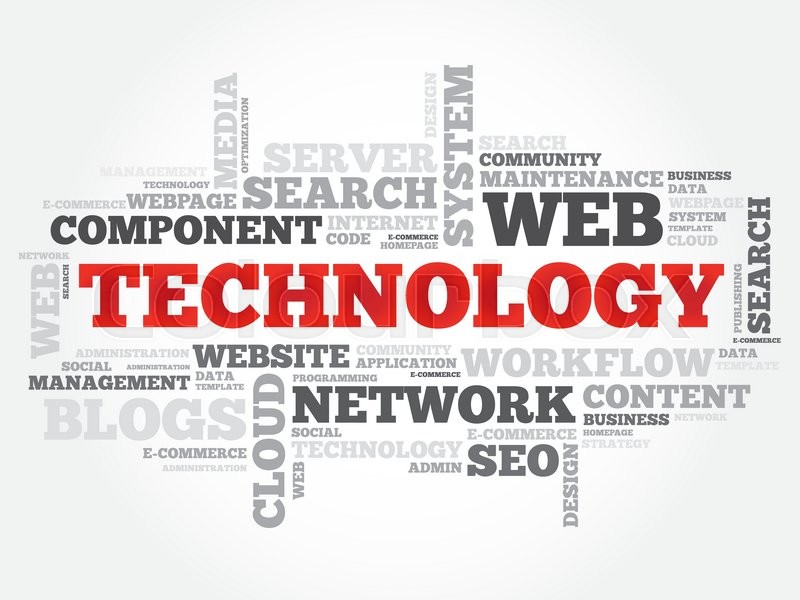 MEDIA
OPTIMIZATION
DESIGN
SYSTEM
SERVER
SEARCH
COMMUNITY
MANAGEMENT
TECHNOLOGY
SEARCH
MAINTENANCE
BUSINESS
DATA
E-COMMERCE
WEBPAGE
WEB
WEBPAGE
COMPONENT
INTERNET
SYSTEM
CODE
E-COMMERCE
TEMPLATE
HOMEPAGE
CLOUD
SEARCH
NETWORK
WEB
SEARCH
TECHNOLOGY
PUBLISHING
colourbox
E-COMMERCE
ADMINISTRATION
WEBSITE
COMMUNITY
WORKFLOW
DATA
SOCIAL
ADMINISTRATION
APPLICATION
TEMPLATE
MANAGEMENT
DATA
PROGRAMMING
E-COMMERCE
TEMPLATE
CLOUD
NETWORK
CONTENT
BLOGS
BUSINESS
NETWORK
SOCIAL
E-COMMERCE
HOMEPAGE
E-COMMERCE
TECHNOLOGY
SEO
STRATEGY
ADMINISTRATION
WEB
ADMIN
DESIGN